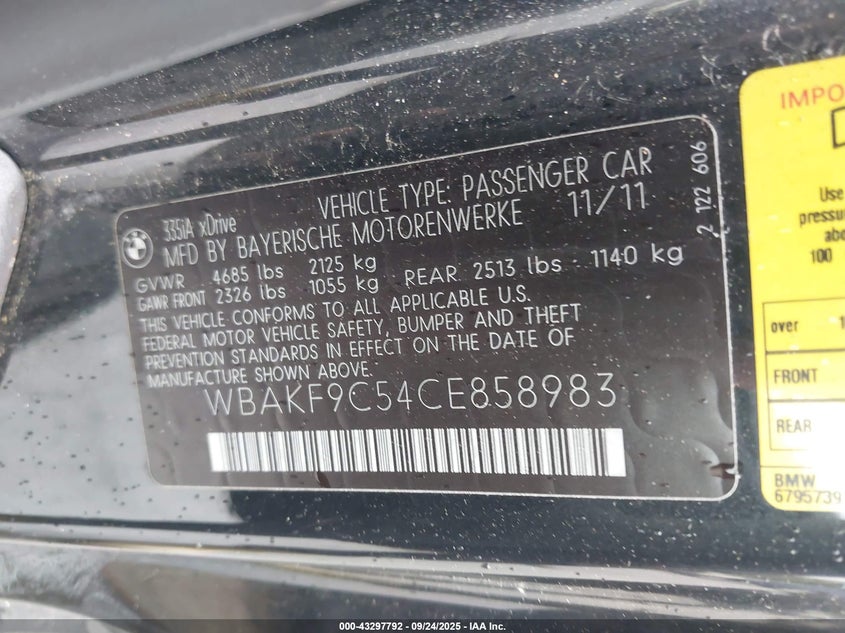 335iA xDrive
VEHICLE TYPE: PASSENGER CAR
MFD BY BAYERISCHE MOTORENWERKE 11/11
GVWR 4685 lbs 2125 kg
GAWR FRONT 2326 lbs 1055 kg REAR 2513 lbs 1140 kg
THIS VEHICLE CONFORMS TO ALL APPLICABLE U.S.
FEDERAL MOTOR VEHICLE SAFETY, BUMPER AND THEFT
PREVENTION STANDARDS IN EFFECT ON THE DATE OF
MANUFACTURE SHOWN ABOVE.
WBAKF9C54CE858983
2 122 606
IMPO
Use
pressu
possib
100
over 1
FRONT
REAR
BMW
6795739
000-43297792 - 09/24/2025 - IAA Inc.